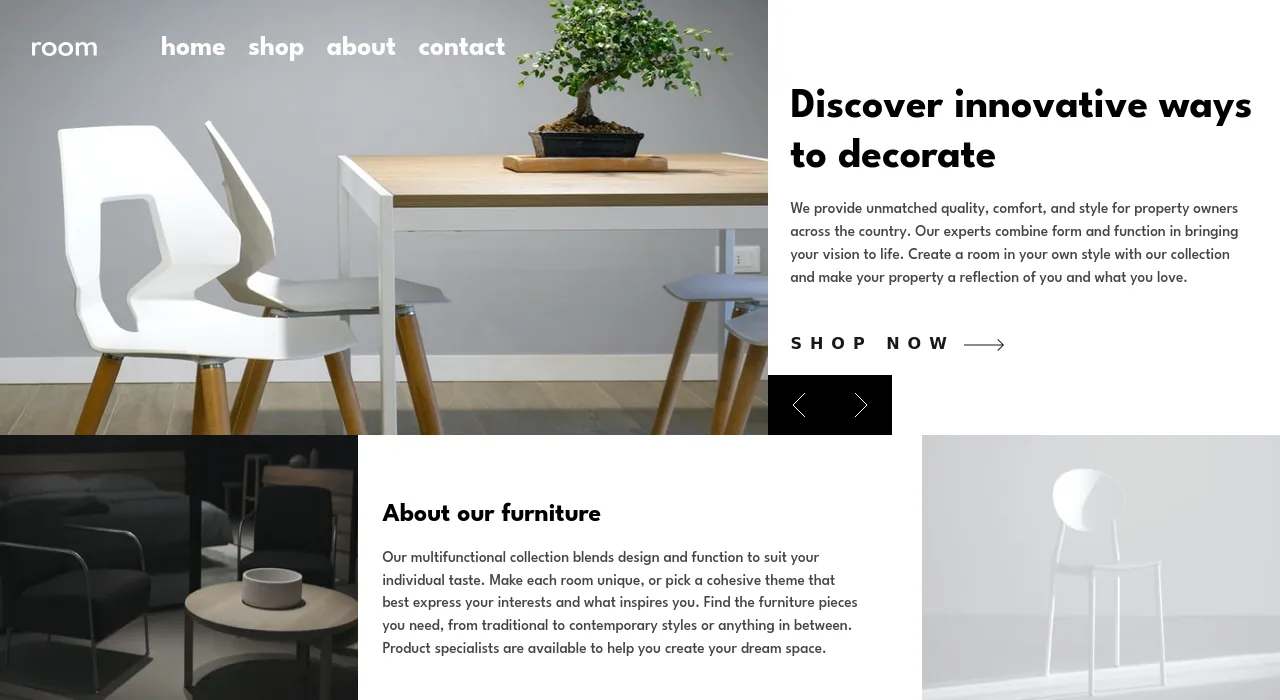 room
home shop about contact
Discover innovative ways
to decorate
We provide unmatched quality, comfort, and style for property owners
across the country. Our experts combine form and function in bringing
your vision to life. Create a room in your own style with our collection
and make your property a reflection of you and what you love.
SHOP NOW
About our furniture
Our multifunctional collection blends design and function to suit your
individual taste. Make each room unique, or pick a cohesive theme that
best express your interests and what inspires you. Find the furniture pieces
you need, from traditional to contemporary styles or anything in between.
Product specialists are available to help you create your dream space.